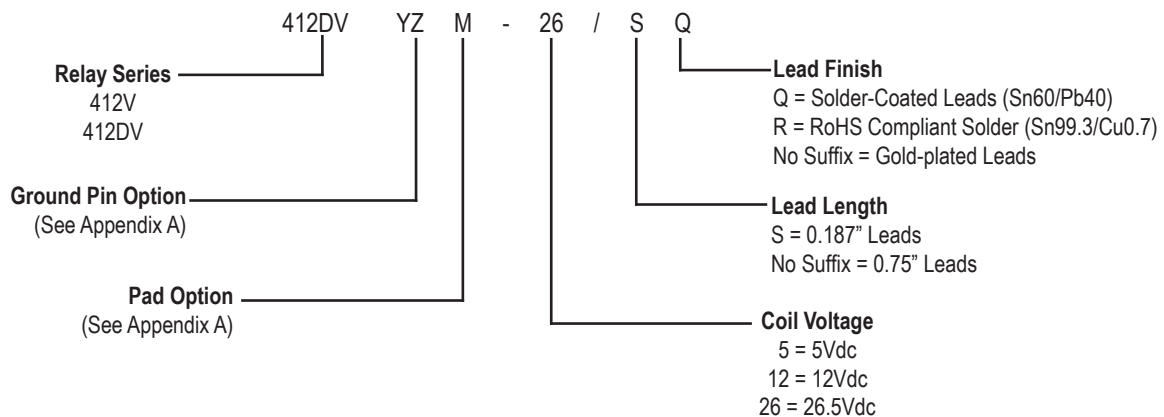 412DV YZ M - 26 / S Q
Relay Series
412V
412DV
Ground Pin Option
(See Appendix A)
Pad Option
(See Appendix A)
Lead Finish
Q = Solder-Coated Leads (Sn60/Pb40)
R = RoHS Compliant Solder (Sn99.3/Cu0.7)
No Suffix = Gold-plated Leads
Lead Length
S = 0.187” Leads
No Suffix = 0.75” Leads
Coil Voltage
5 = 5Vdc
12 = 12Vdc
26 = 26.5Vdc